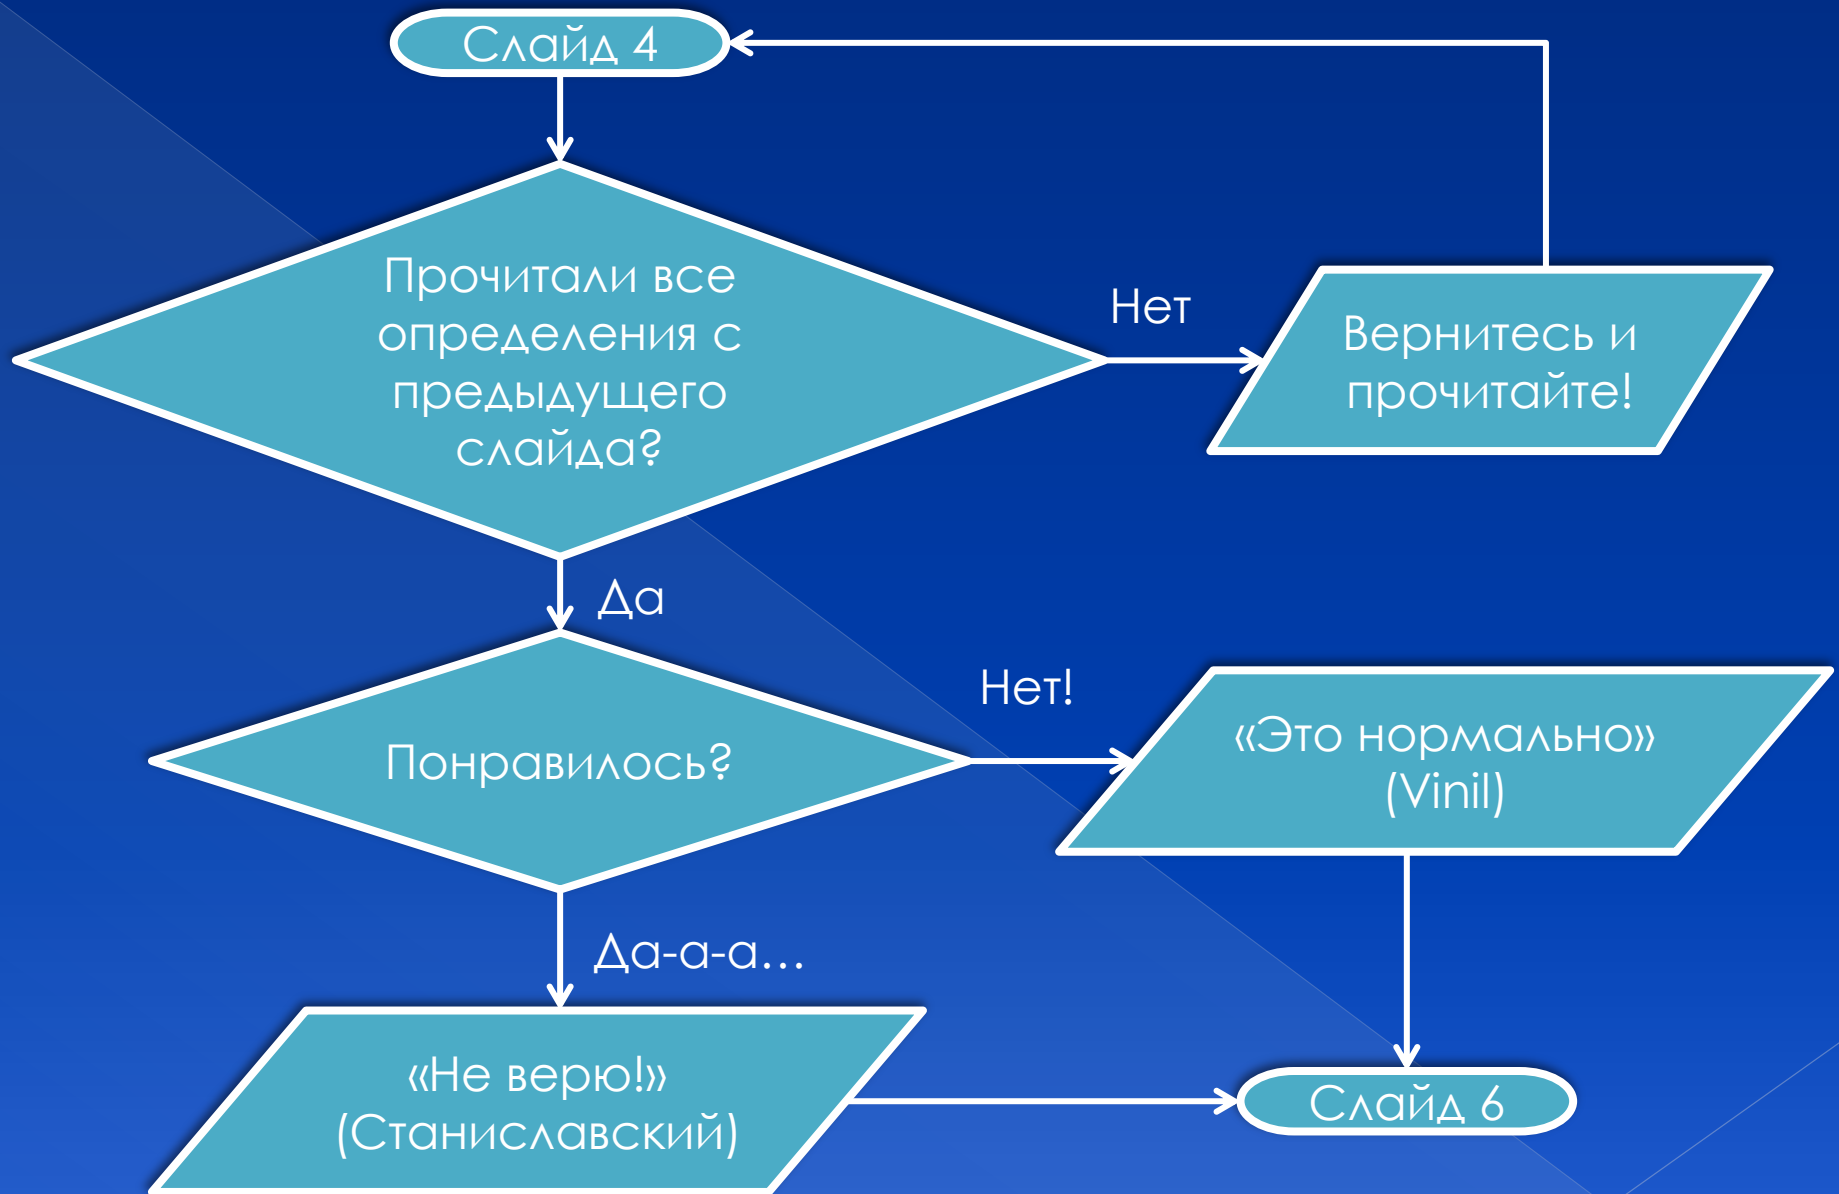 Слайд 4
Прочитали все
определения с
предыдущего
слайда?
Нет
Вернитесь и
прочитайте!
Да
Понравилось?
Нет!
«Это нормально»
(Vinil)
Да-а-а...
«Не верю!»
(Станиславский)
Слайд 6